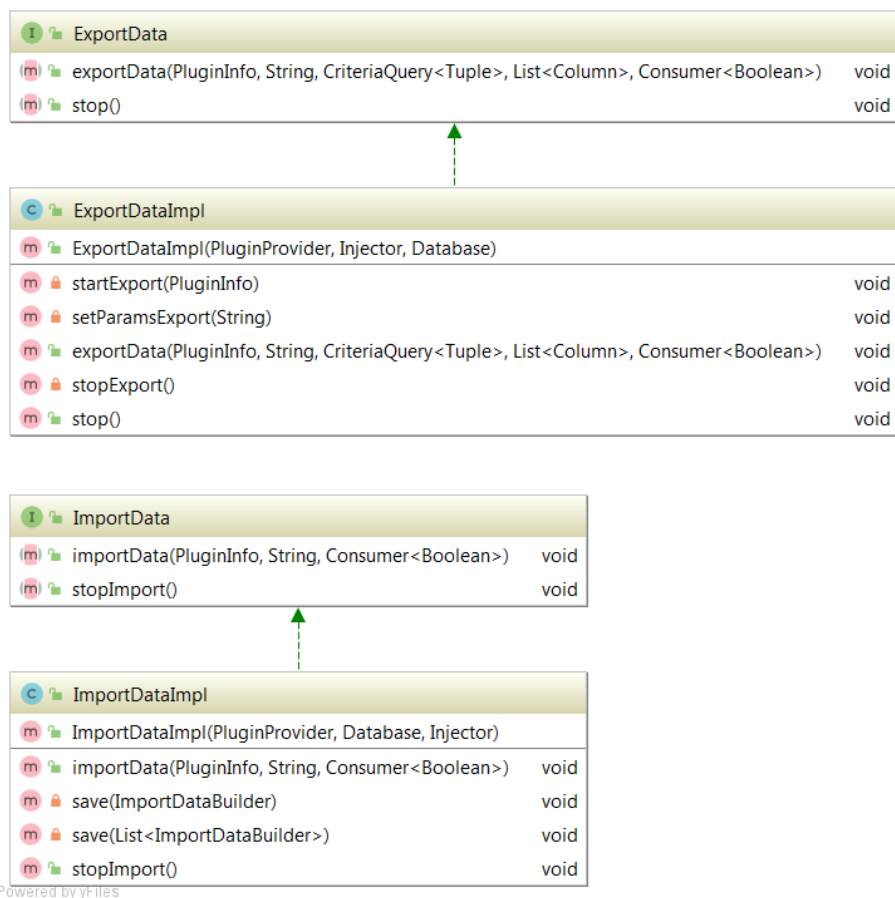 ExportData
exportData(PluginInfo, String, CriteriaQuery<Tuple>, List<Column>, Consumer<Boolean>) void
stop() void
ExportDataImpl
ExportDataImpl(PluginProvider, Injector, Database)
startExport(PluginInfo) void
setParamsExport(String) void
exportData(PluginInfo, String, CriteriaQuery<Tuple>, List<Column>, Consumer<Boolean>) void
stopExport() void
stop() void
ImportData
importData(PluginInfo, String, Consumer<Boolean>) void
stopImport() void
ImportDataImpl
ImportDataImpl(PluginProvider, Database, Injector)
importData(PluginInfo, String, Consumer<Boolean>) void
save(ImportDataBuilder) void
save(List<ImportDataBuilder>) void
stopImport() void
Powered by yFiles